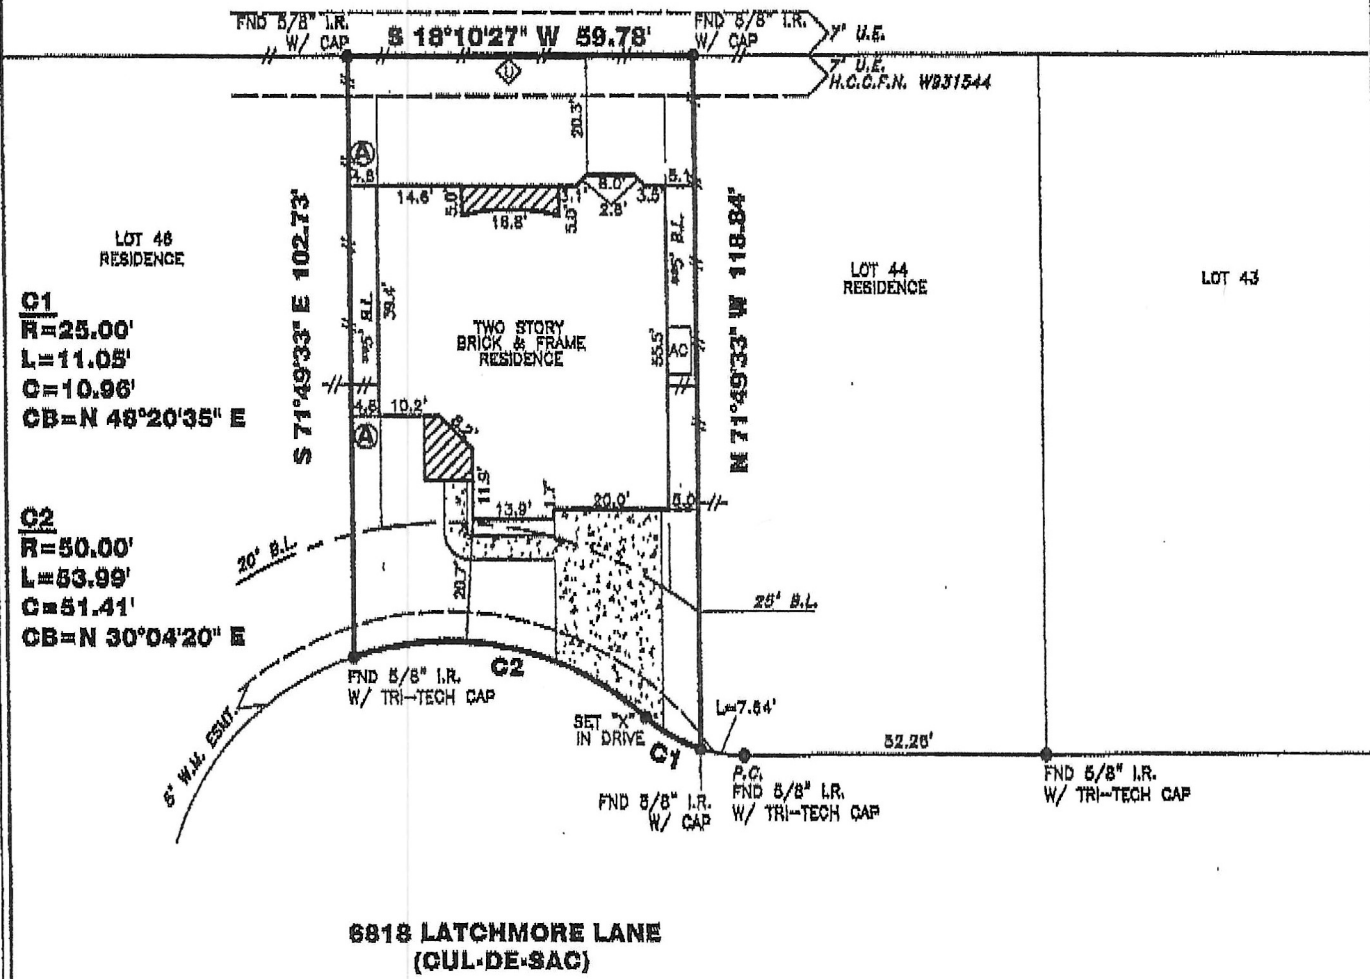 FND 5/8" I.R.
W/ CAP
S 18°10'27" W 59.78'
FND 5/8" I.R.
W/ CAP
7' U.E.
7' U.E.
H.C.C.F.N. W931544
U
20.3'
A
4.8'
14.6'
5.0'
16.8'
8.0'
2.8'
3.5'
5.1'
S 71°49'33" E 102.73'
N 71°49'33" W 118.84'
LOT 46
RESIDENCE
LOT 44
RESIDENCE
LOT 43
C1
R=25.00'
L=11.05'
C=10.96'
CB=N 48°20'35" E
5' B.L.
39.4'
TWO STORY
BRICK & FRAME
RESIDENCE
55.5'
AC
5' B.L.
4.8'
10.2'
A
8.2'
11.9'
13.9'
1.7'
20.0'
5.0'
C2
R=50.00'
L=53.99'
C=51.41'
CB=N 30°04'20" E
20' B.L.
20.7'
25' B.L.
6' W.M. ESMT.
FND 5/8" I.R.
W/ TRI-TECH CAP
C2
SET "X"
IN DRIVE
C1
L=7.64'
52.26'
P.C.
FND 5/8" I.R.
W/ TRI-TECH CAP
FND 5/8" I.R.
W/ CAP
FND 5/8" I.R.
W/ TRI-TECH CAP
6818 LATCHMORE LANE
(CUL-DE-SAC)